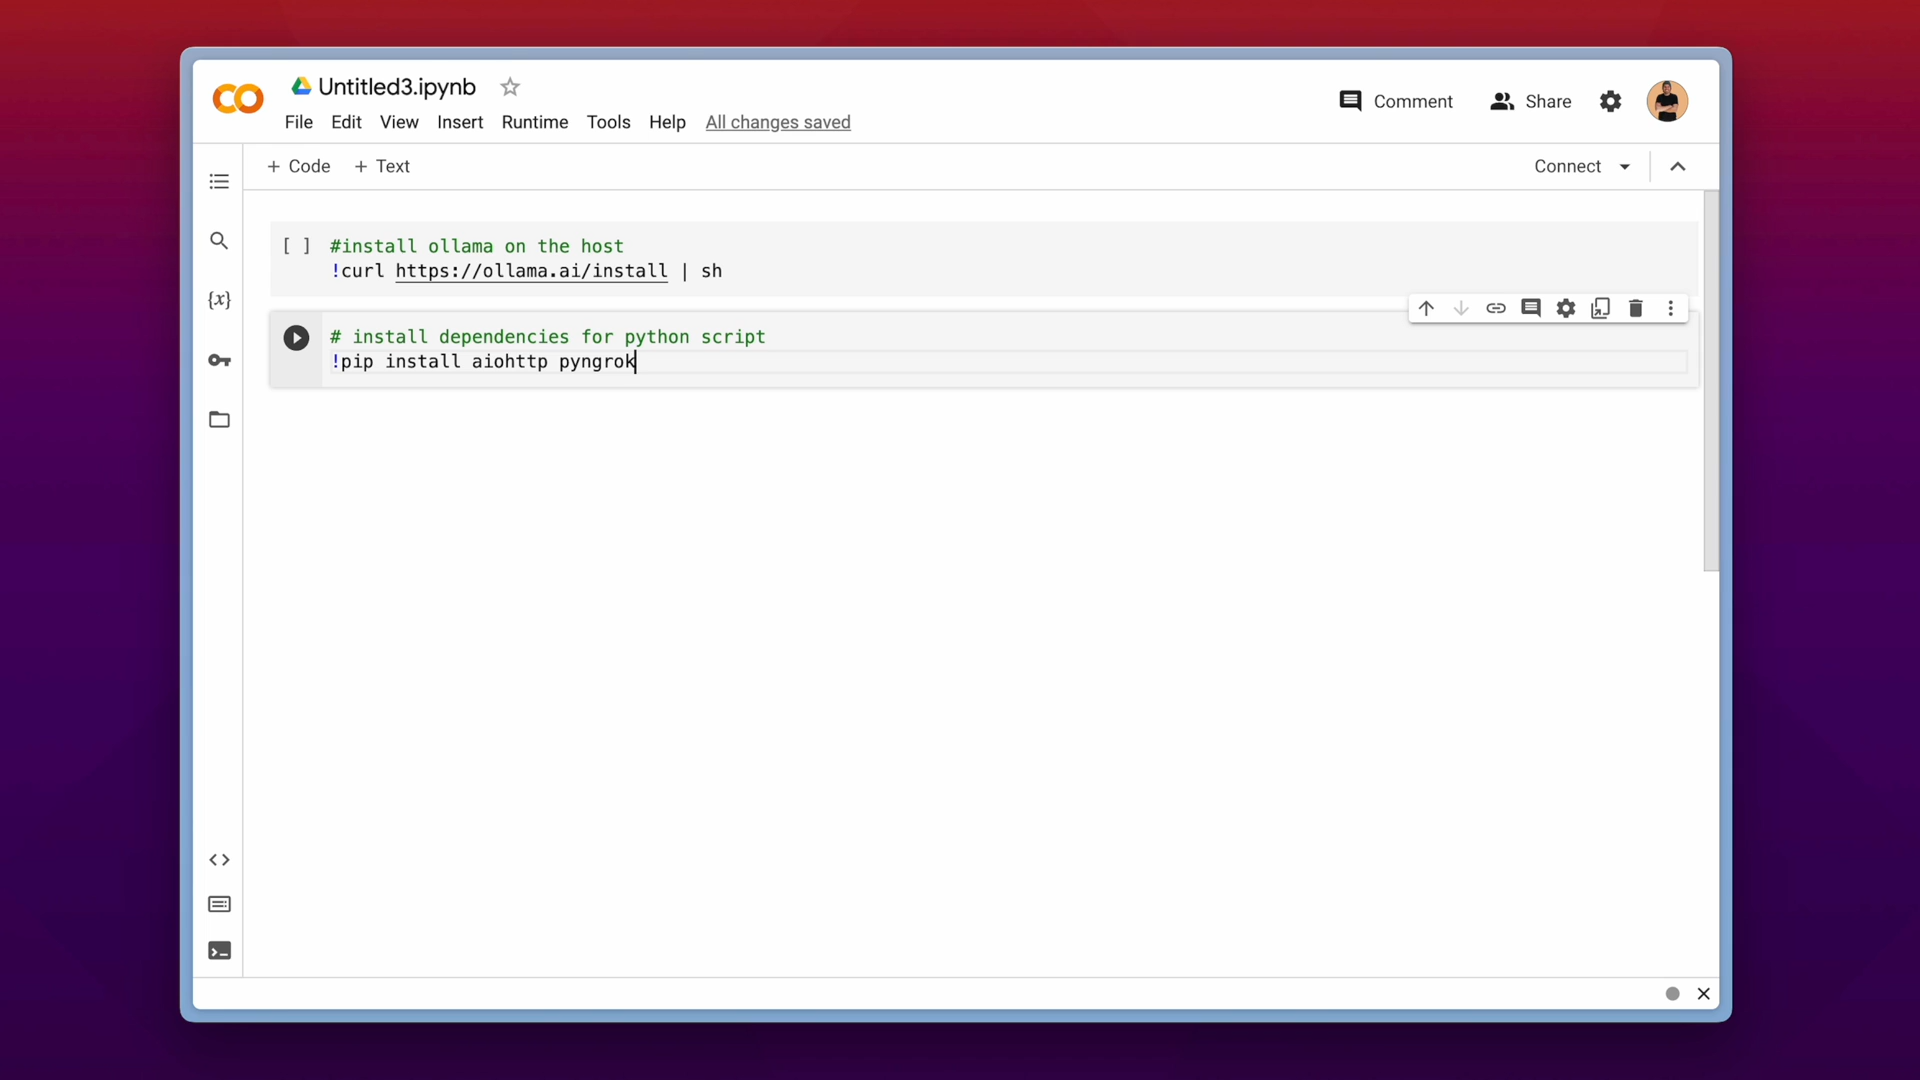 Untitled3.ipynb
Comment
Share
File Edit View Insert Runtime Tools Help All changes saved
+ Code + Text
Connect
[ ] #install ollama on the host
!curl https://ollama.ai/install | sh
{x}
# install dependencies for python script
!pip install aiohttp pyngrok